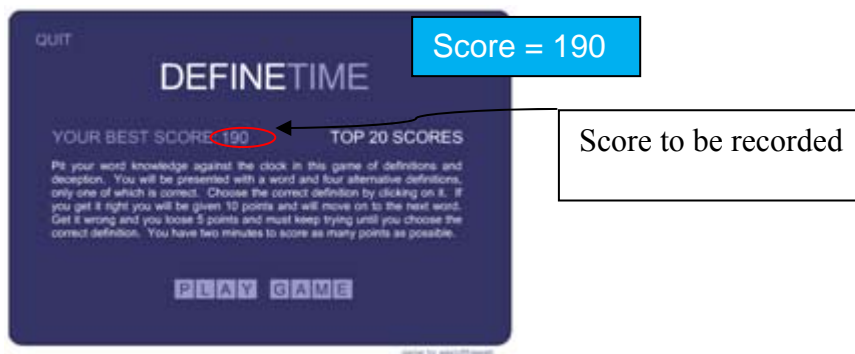 QUIT
Score = 190
DEFINETIME
YOUR BEST SCORE 190 TOP 20 SCORES
Score to be recorded
Pit your word knowledge against the clock in this game of definitions and
deception. You will be presented with a word and four alternative definitions,
only one of which is correct. Choose the correct definition by clicking on it. If
you get it right you will be given 10 points and will move on to the next word.
Get it wrong and you loose 5 points and must keep trying until you choose the
correct definition. You have two minutes to score as many points as possible.
PLAY GAME